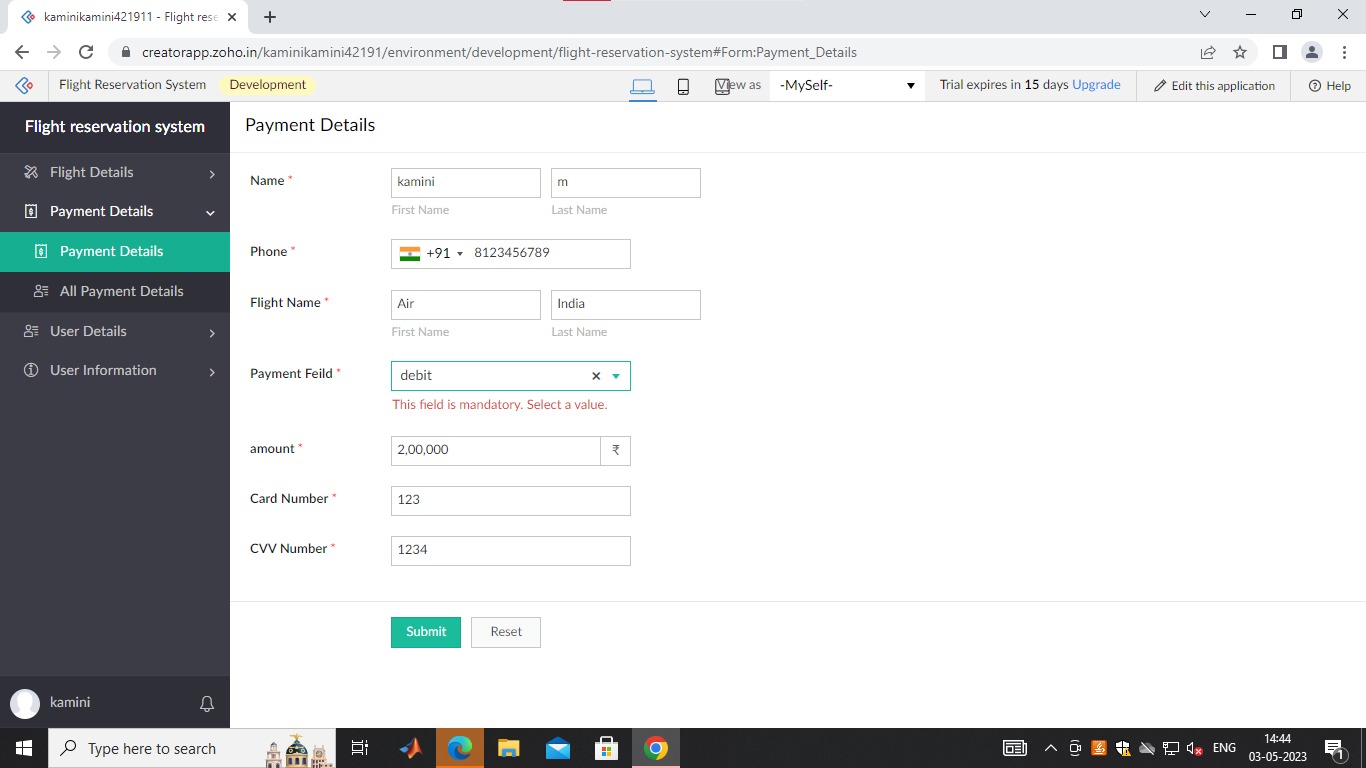 kaminikamini421911 - Flight rese
creatorapp.zoho.in/kaminikamini42191/environment/development/flight-reservation-system#Form:Payment_Details
Flight Reservation System Development View as -MySelf- Trial expires in 15 days Upgrade Edit this application Help
Flight reservation system
Flight Details
Payment Details
Payment Details
All Payment Details
User Details
User Information
kamini
Payment Details
Name * kamini m
First Name Last Name
Phone * +91 8123456789
Flight Name * Air India
First Name Last Name
Payment Feild * debit
This field is mandatory. Select a value.
amount * 2,00,000 ₹
Card Number * 123
CVV Number * 1234
Submit Reset
Type here to search
ENG
14:44
03-05-2023
1